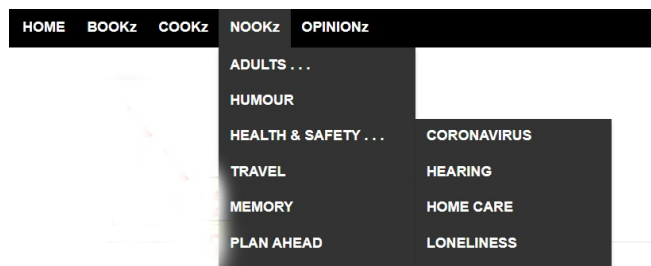 HOME BOOKz COOKz NOOKz OPINIONz
ADULTS . . .
HUMOUR
HEALTH & SAFETY . . . CORONAVIRUS
TRAVEL HEARING
MEMORY HOME CARE
PLAN AHEAD LONELINESS